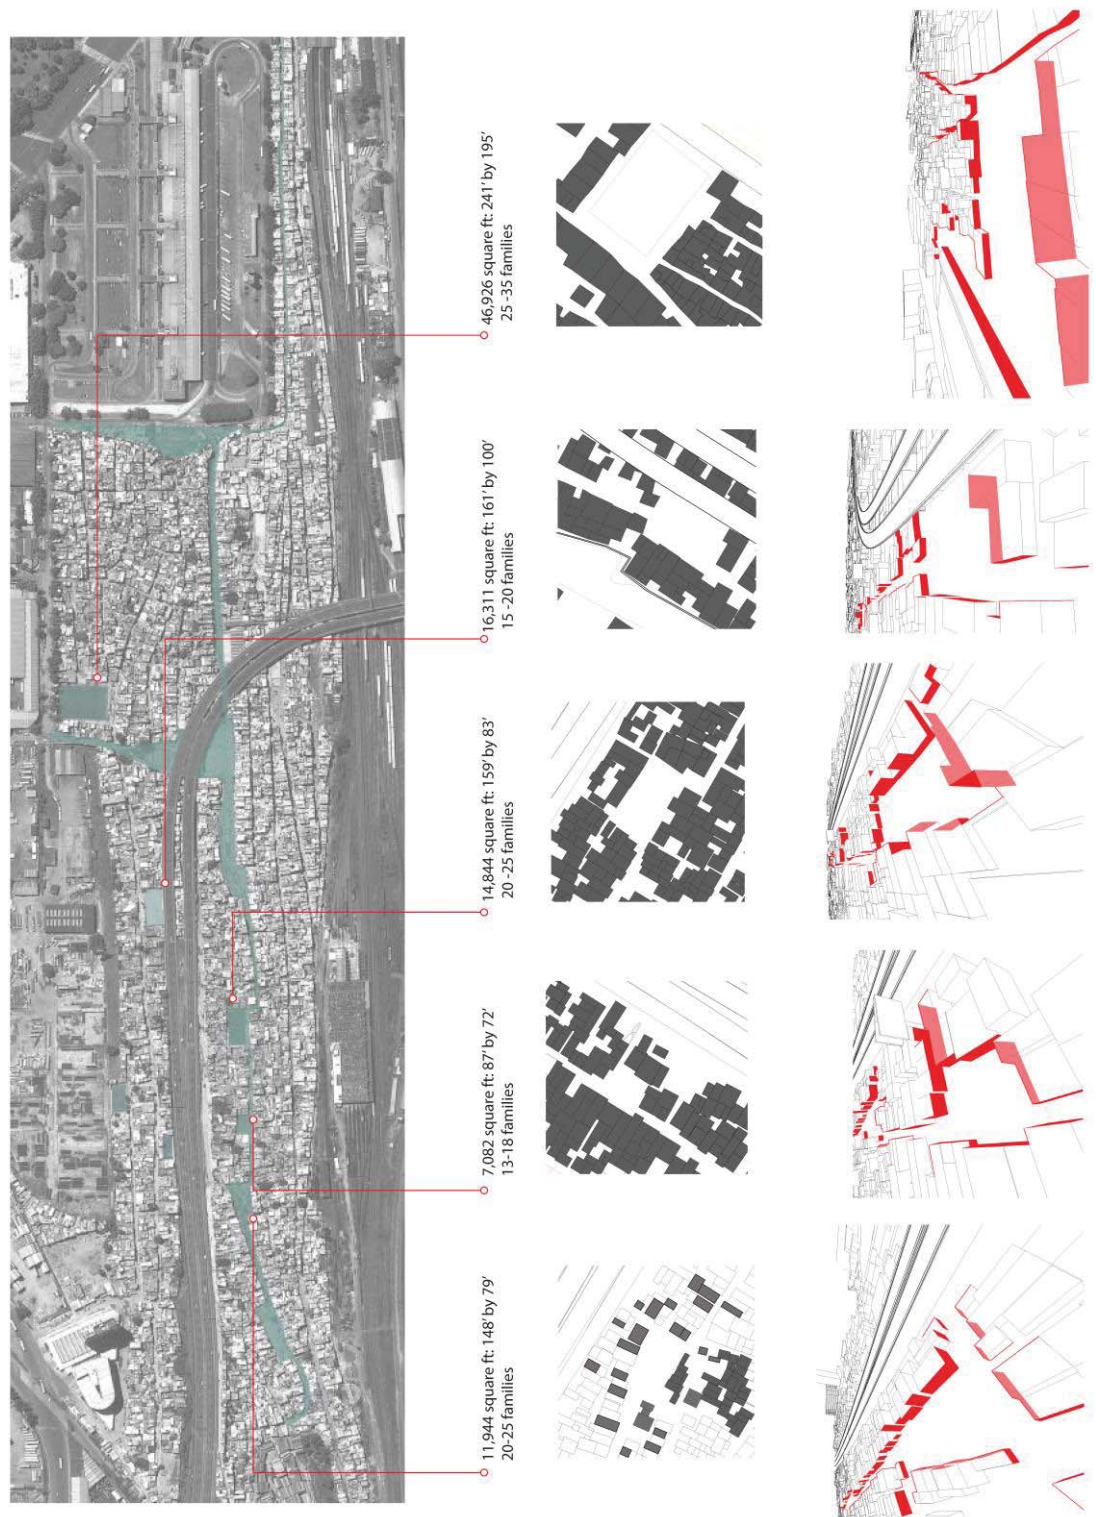 11,944 square ft: 148' by 79'
20-25 families
7,082 square ft: 87' by 72'
13-18 families
14,844 square ft: 159' by 83'
20 -25 families
16,311 square ft: 161' by 100'
15 -20 families
46,926 square ft: 241' by 195'
25 -35 families